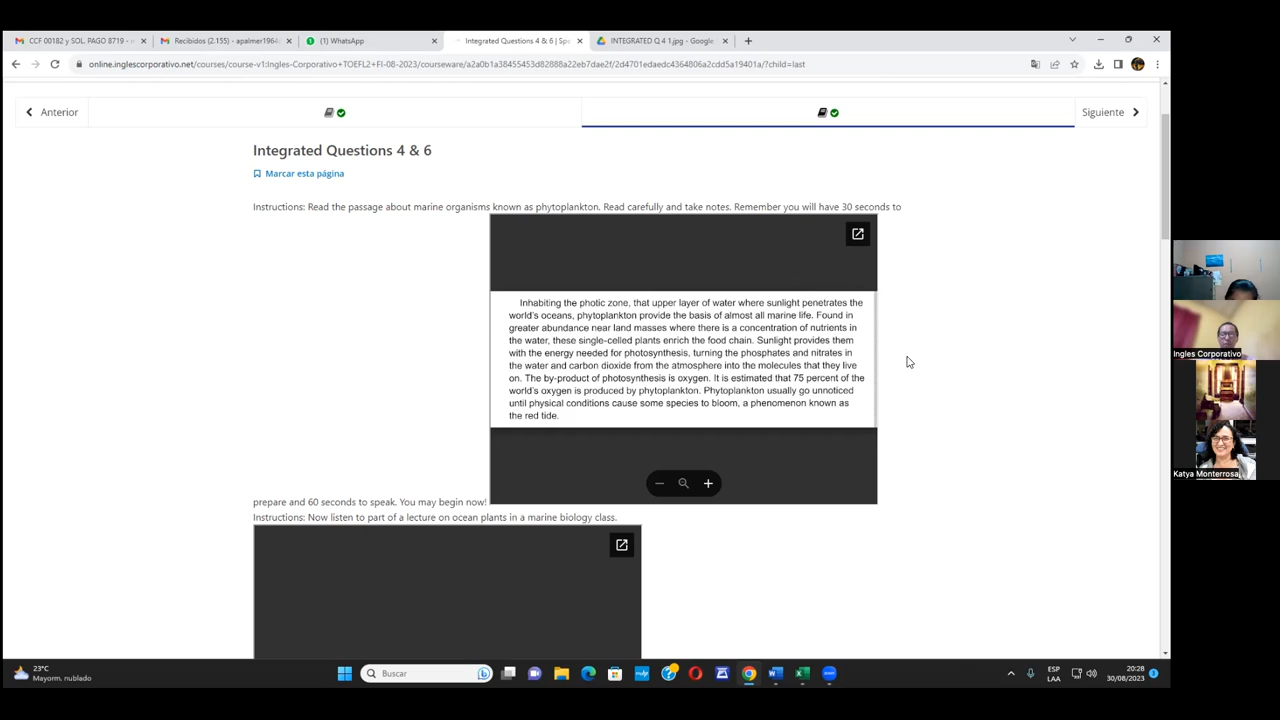 CCF 00182 y SOL. PAGO 8719 -
Recibidos (2.155) - apalmer1964
(1) WhatsApp
Integrated Questions 4 & 6 | Spe
INTEGRATED Q 4 1.jpg - Google
online.inglescorporativo.net/courses/course-v1:Ingles-Corporativo+TOEFL2+FI-08-2023/courseware/a2a0b1a38455453d82888a22eb7dae2f/2d4701edaedc4364806a2cdd5a19401a/?child=last
Anterior
Siguiente
Integrated Questions 4 & 6
Marcar esta página
Instructions: Read the passage about marine organisms known as phytoplankton. Read carefully and take notes. Remember you will have 30 seconds to
Inhabiting the photic zone, that upper layer of water where sunlight penetrates the
world's oceans, phytoplankton provide the basis of almost all marine life. Found in
greater abundance near land masses where there is a concentration of nutrients in
the water, these single-celled plants enrich the food chain. Sunlight provides them
with the energy needed for photosynthesis, turning the phosphates and nitrates in
the water and carbon dioxide from the atmosphere into the molecules that they live
on. The by-product of photosynthesis is oxygen. It is estimated that 75 percent of the
world's oxygen is produced by phytoplankton. Phytoplankton usually go unnoticed
until physical conditions cause some species to bloom, a phenomenon known as
the red tide.
prepare and 60 seconds to speak. You may begin now!
Instructions: Now listen to part of a lecture on ocean plants in a marine biology class.
Ingles Corporativo
Katya Monterrosa
23°C
Mayorm. nublado
Buscar
ESP
LAA
20:28
30/08/2023